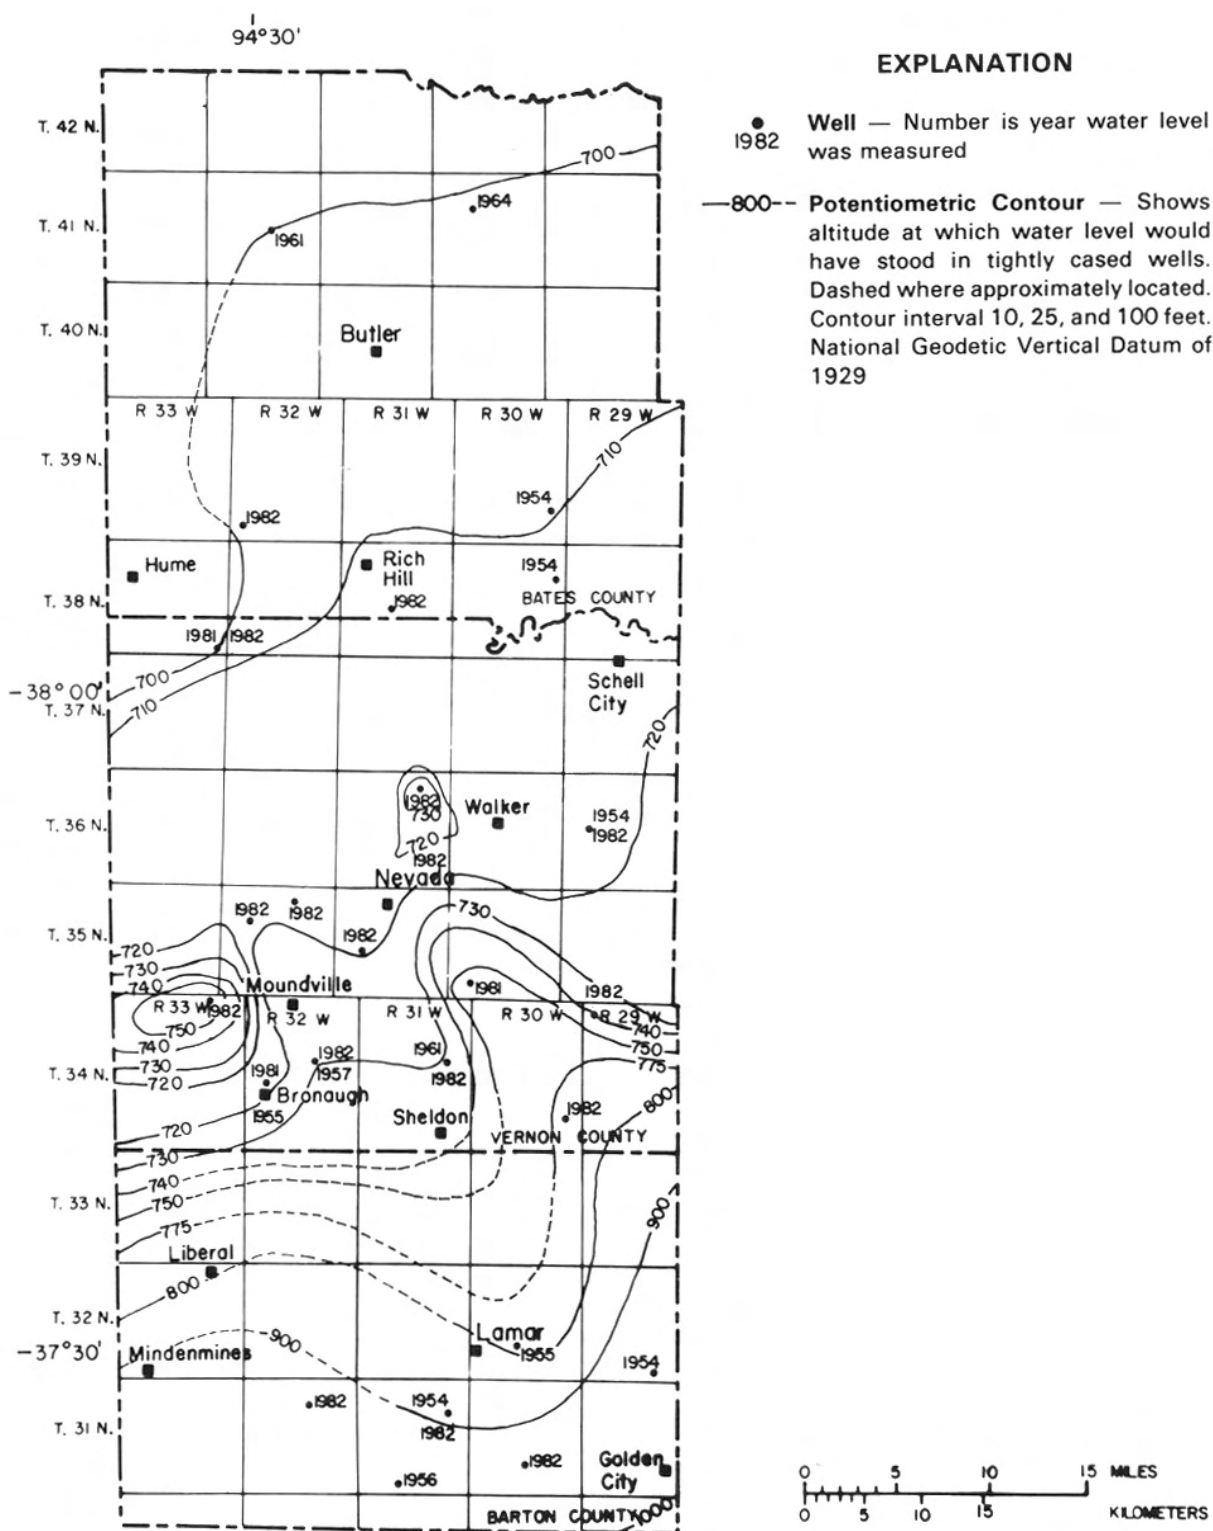 94°30'
EXPLANATION
T. 42 N.
1982
Well — Number is year water level
was measured
700
800
Potentiometric Contour — Shows
altitude at which water level would
have stood in tightly cased wells.
Dashed where approximately located.
Contour interval 10, 25, and 100 feet.
National Geodetic Vertical Datum of
1929
1964
T. 41 N.
1961
T. 40 N.
Butler
R 33 W
R 32 W
R 31 W
R 30 W
R 29 W
T. 39 N.
710
1954
1982
Hume
Rich
Hill
1954
T. 38 N.
1982
BATES COUNTY
1981
1982
700
38°00'
T. 37 N.
710
Schell
City
720
1982
730
Walker
T. 36 N.
1954
1982
720
1982
Nevada
1982
1982
730
T. 35 N.
1982
720
730
740
Moundville
1981
1982
R 33 W
1982
R 32 W
R 31 W
R 30 W
R 29 W
750
740
740
750
730
1982
1957
1961
775
T. 34 N.
720
1981
1982
Bronaugh
800
1955
Sheldon
1982
720
VERNON COUNTY
730
740
750
T. 33 N.
775
900
Liberal
800
T. 32 N.
900
Lamar
37°30'
Mindenmines
1955
1954
1982
1954
T. 31 N.
1982
1982
Golden
City
1956
BARTON COUNTY
1000
0 5 10 15 MILES
0 5 10 15 KILOMETERS